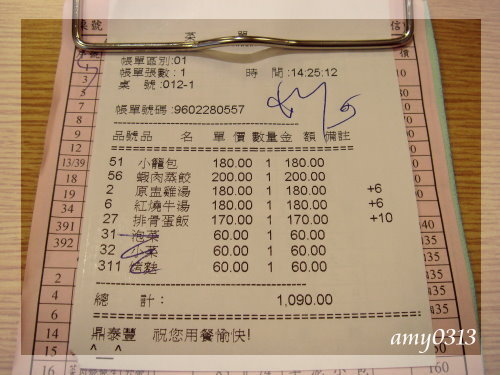 菜 單
帳單區別:01
帳單張數:1 時 間:14:25:12
桌 號:012-1
帳單號碼:9602280557
品號品 名 單 價 數量金 額 備註
51 小籠包 180.00 1 180.00
56 蝦肉蒸餃 200.00 1 200.00
2 原盅雞湯 180.00 1 180.00 +6
6 紅燒牛湯 180.00 1 180.00 +6
27 排骨蛋飯 170.00 1 170.00 +10
31 泡菜 60.00 1 60.00
32 小菜 60.00 1 60.00
311 烤麩 60.00 1 60.00
總 計: 1,090.00
鼎泰豐 祝您用餐愉快!
^_^
amy0313